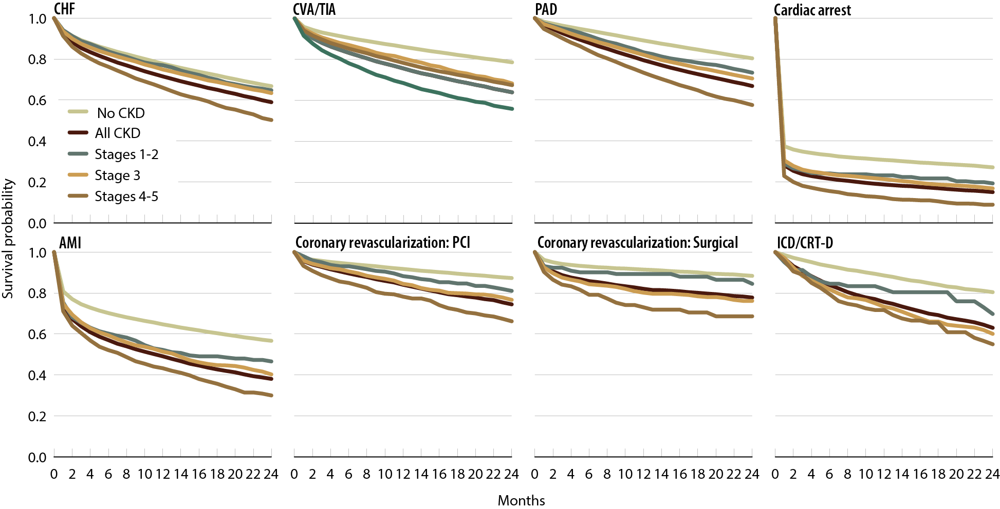 CHF
CVA/TIA
PAD
Cardiac arrest
1.0
0.8
0.6
0.4
0.2
0.0
No CKD
All CKD
Stages 1-2
Stage 3
Stages 4-5
Survival probability
AMI
Coronary revascularization: PCI
Coronary revascularization: Surgical
ICD/CRT-D
1.0
0.8
0.6
0.4
0.2
0.0
0 2 4 6 8 10 12 14 16 18 20 22 24
0 2 4 6 8 10 12 14 16 18 20 22 24
0 2 4 6 8 10 12 14 16 18 20 22 24
0 2 4 6 8 10 12 14 16 18 20 22 24
Months